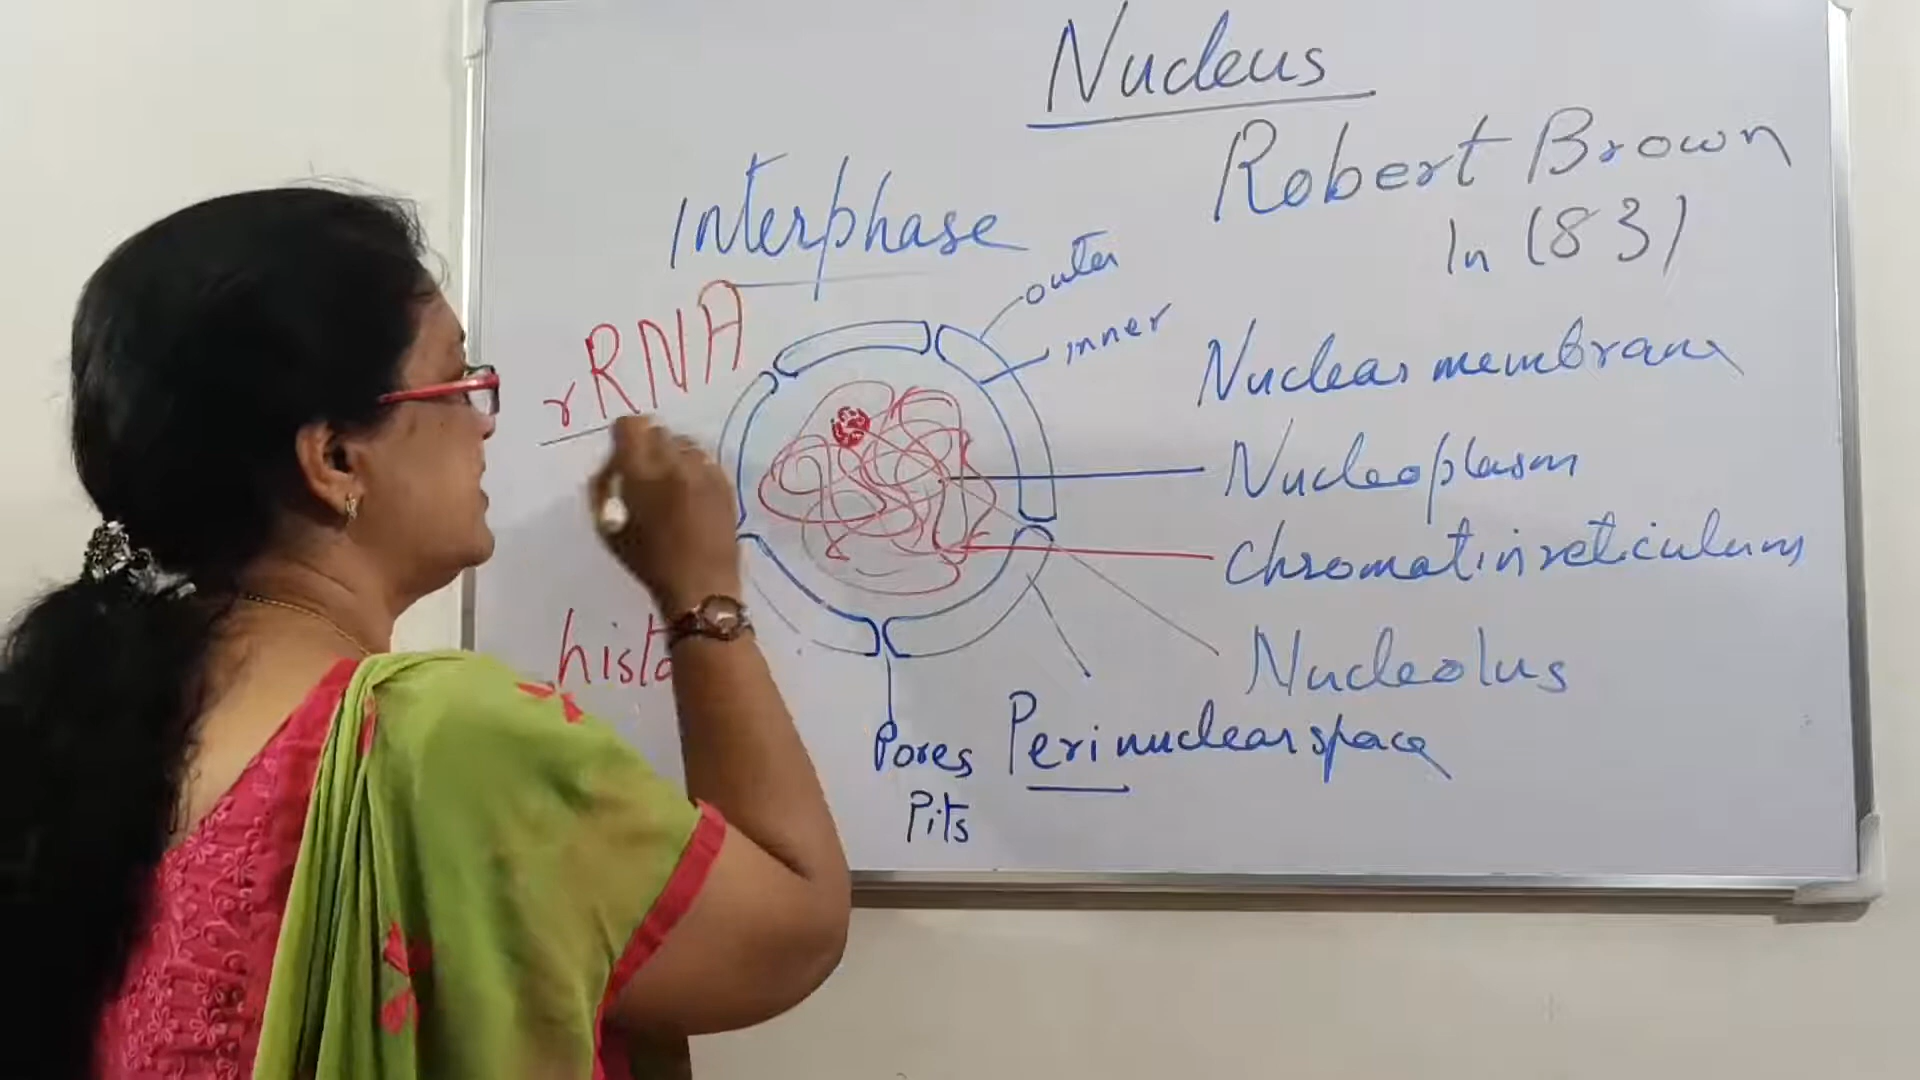 Nucleus
Robert Brown
In 1831
Interphase
outer
inner
rRNA
Nuclear membrane
Nucleoplasm
Chromatin reticulum
Nucleolus
Perinuclear space
Pores
Pits